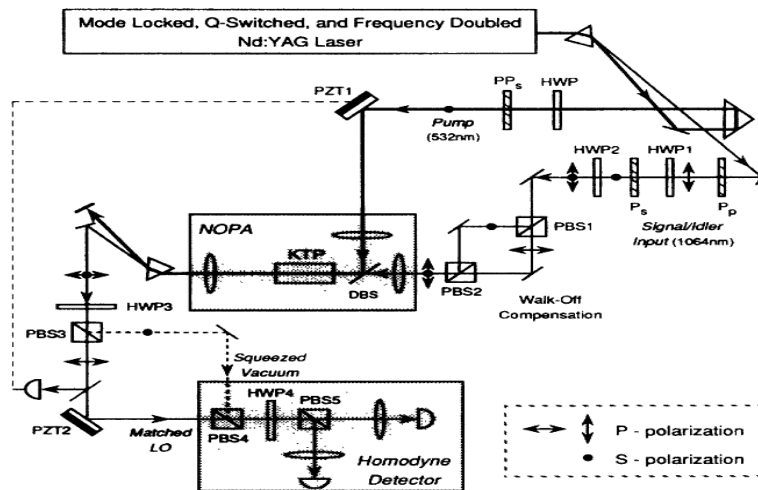 Mode Locked, Q-Switched, and Frequency Doubled
Nd:YAG Laser
PZT1
PPs
HWP
Pump
(532nm)
HWP2
HWP1
Ps
Pp
Signal/Idler
Input (1064nm)
PBS1
PBS2
Walk-Off
Compensation
NOPA
KTP
DBS
HWP3
PBS3
Squeezed
Vacuum
HWP4
PBS5
PBS4
PZT2
Matched
LO
Homodyne
Detector
P - polarization
S - polarization